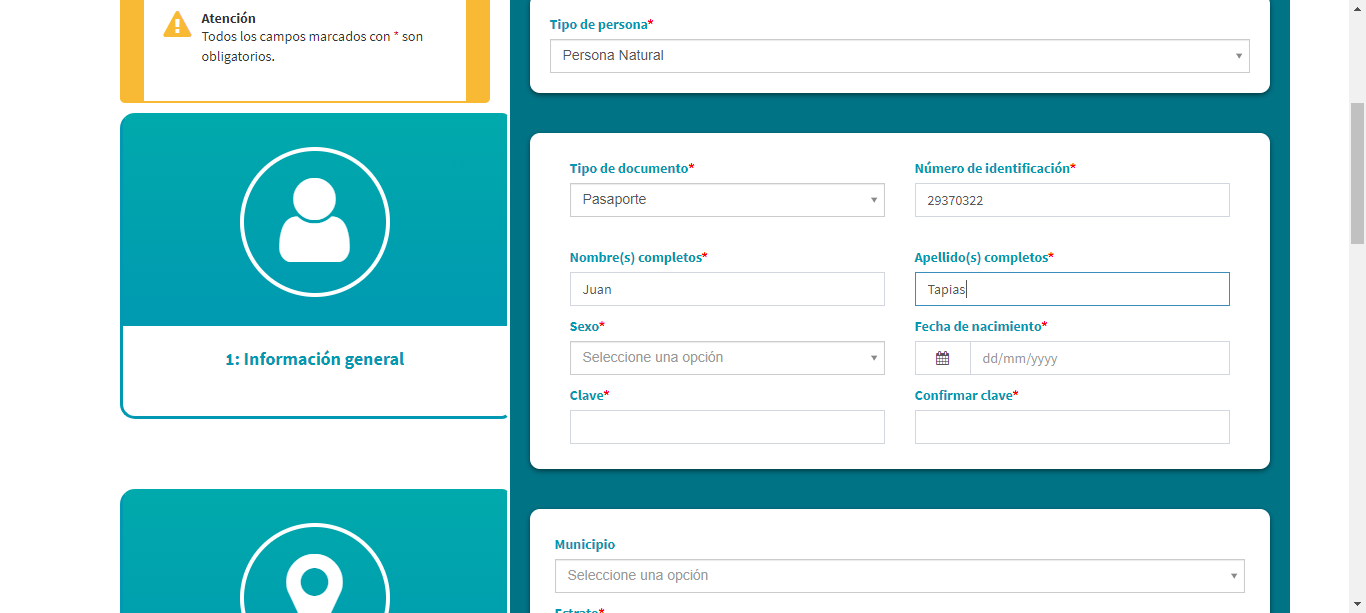 Atención
Todos los campos marcados con * son
obligatorios.
1: Información general
Tipo de persona*
Persona Natural
Tipo de documento*
Número de identificación*
Pasaporte
29370322
Nombre(s) completos*
Apellido(s) completos*
Juan
Tapias
Sexo*
Fecha de nacimiento*
Seleccione una opción
dd/mm/yyyy
Clave*
Confirmar clave*
Municipio
Seleccione una opción
Estrato*